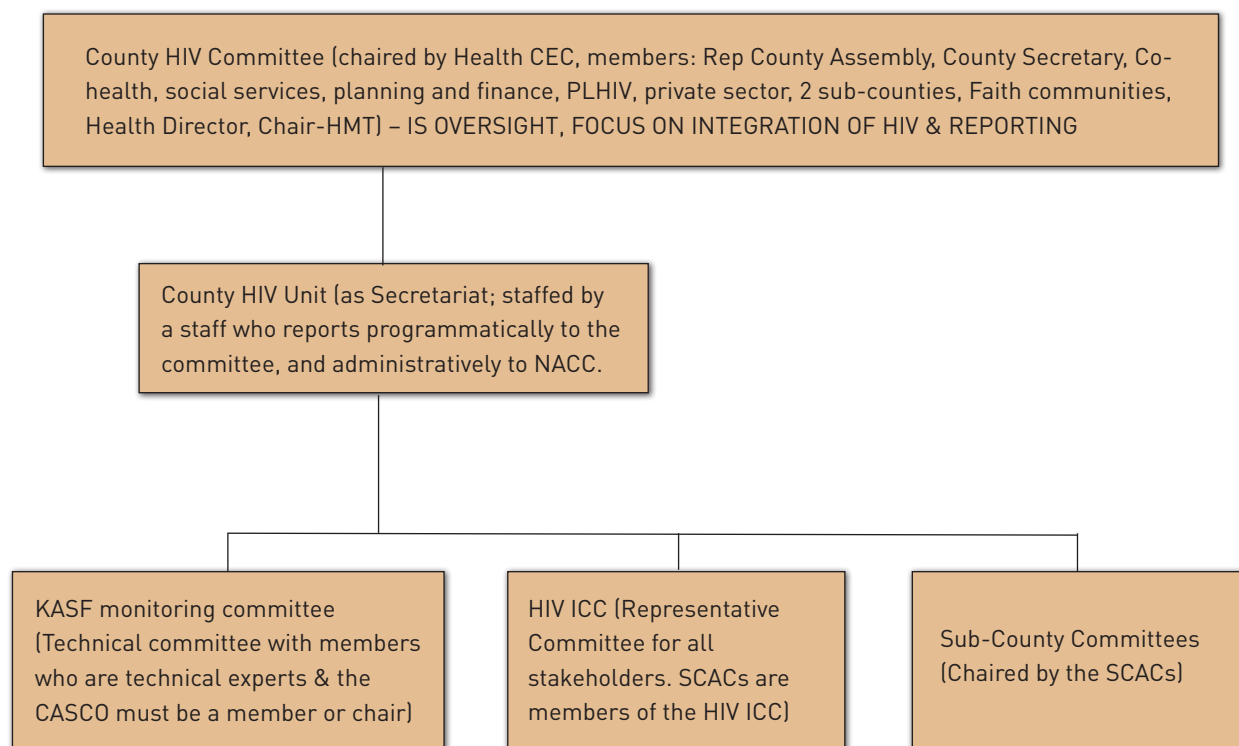 County HIV Committee (chaired by Health CEC, members: Rep County Assembly, County Secretary, Co-
health, social services, planning and finance, PLHIV, private sector, 2 sub-counties, Faith communities,
Health Director, Chair-HMT) – IS OVERSIGHT, FOCUS ON INTEGRATION OF HIV & REPORTING
County HIV Unit (as Secretariat; staffed by
a staff who reports programmatically to the
committee, and administratively to NACC.
KASF monitoring committee
(Technical committee with members
who are technical experts & the
CASCO must be a member or chair)
HIV ICC (Representative
Committee for all
stakeholders. SCACs are
members of the HIV ICC)
Sub-County Committees
(Chaired by the SCACs)